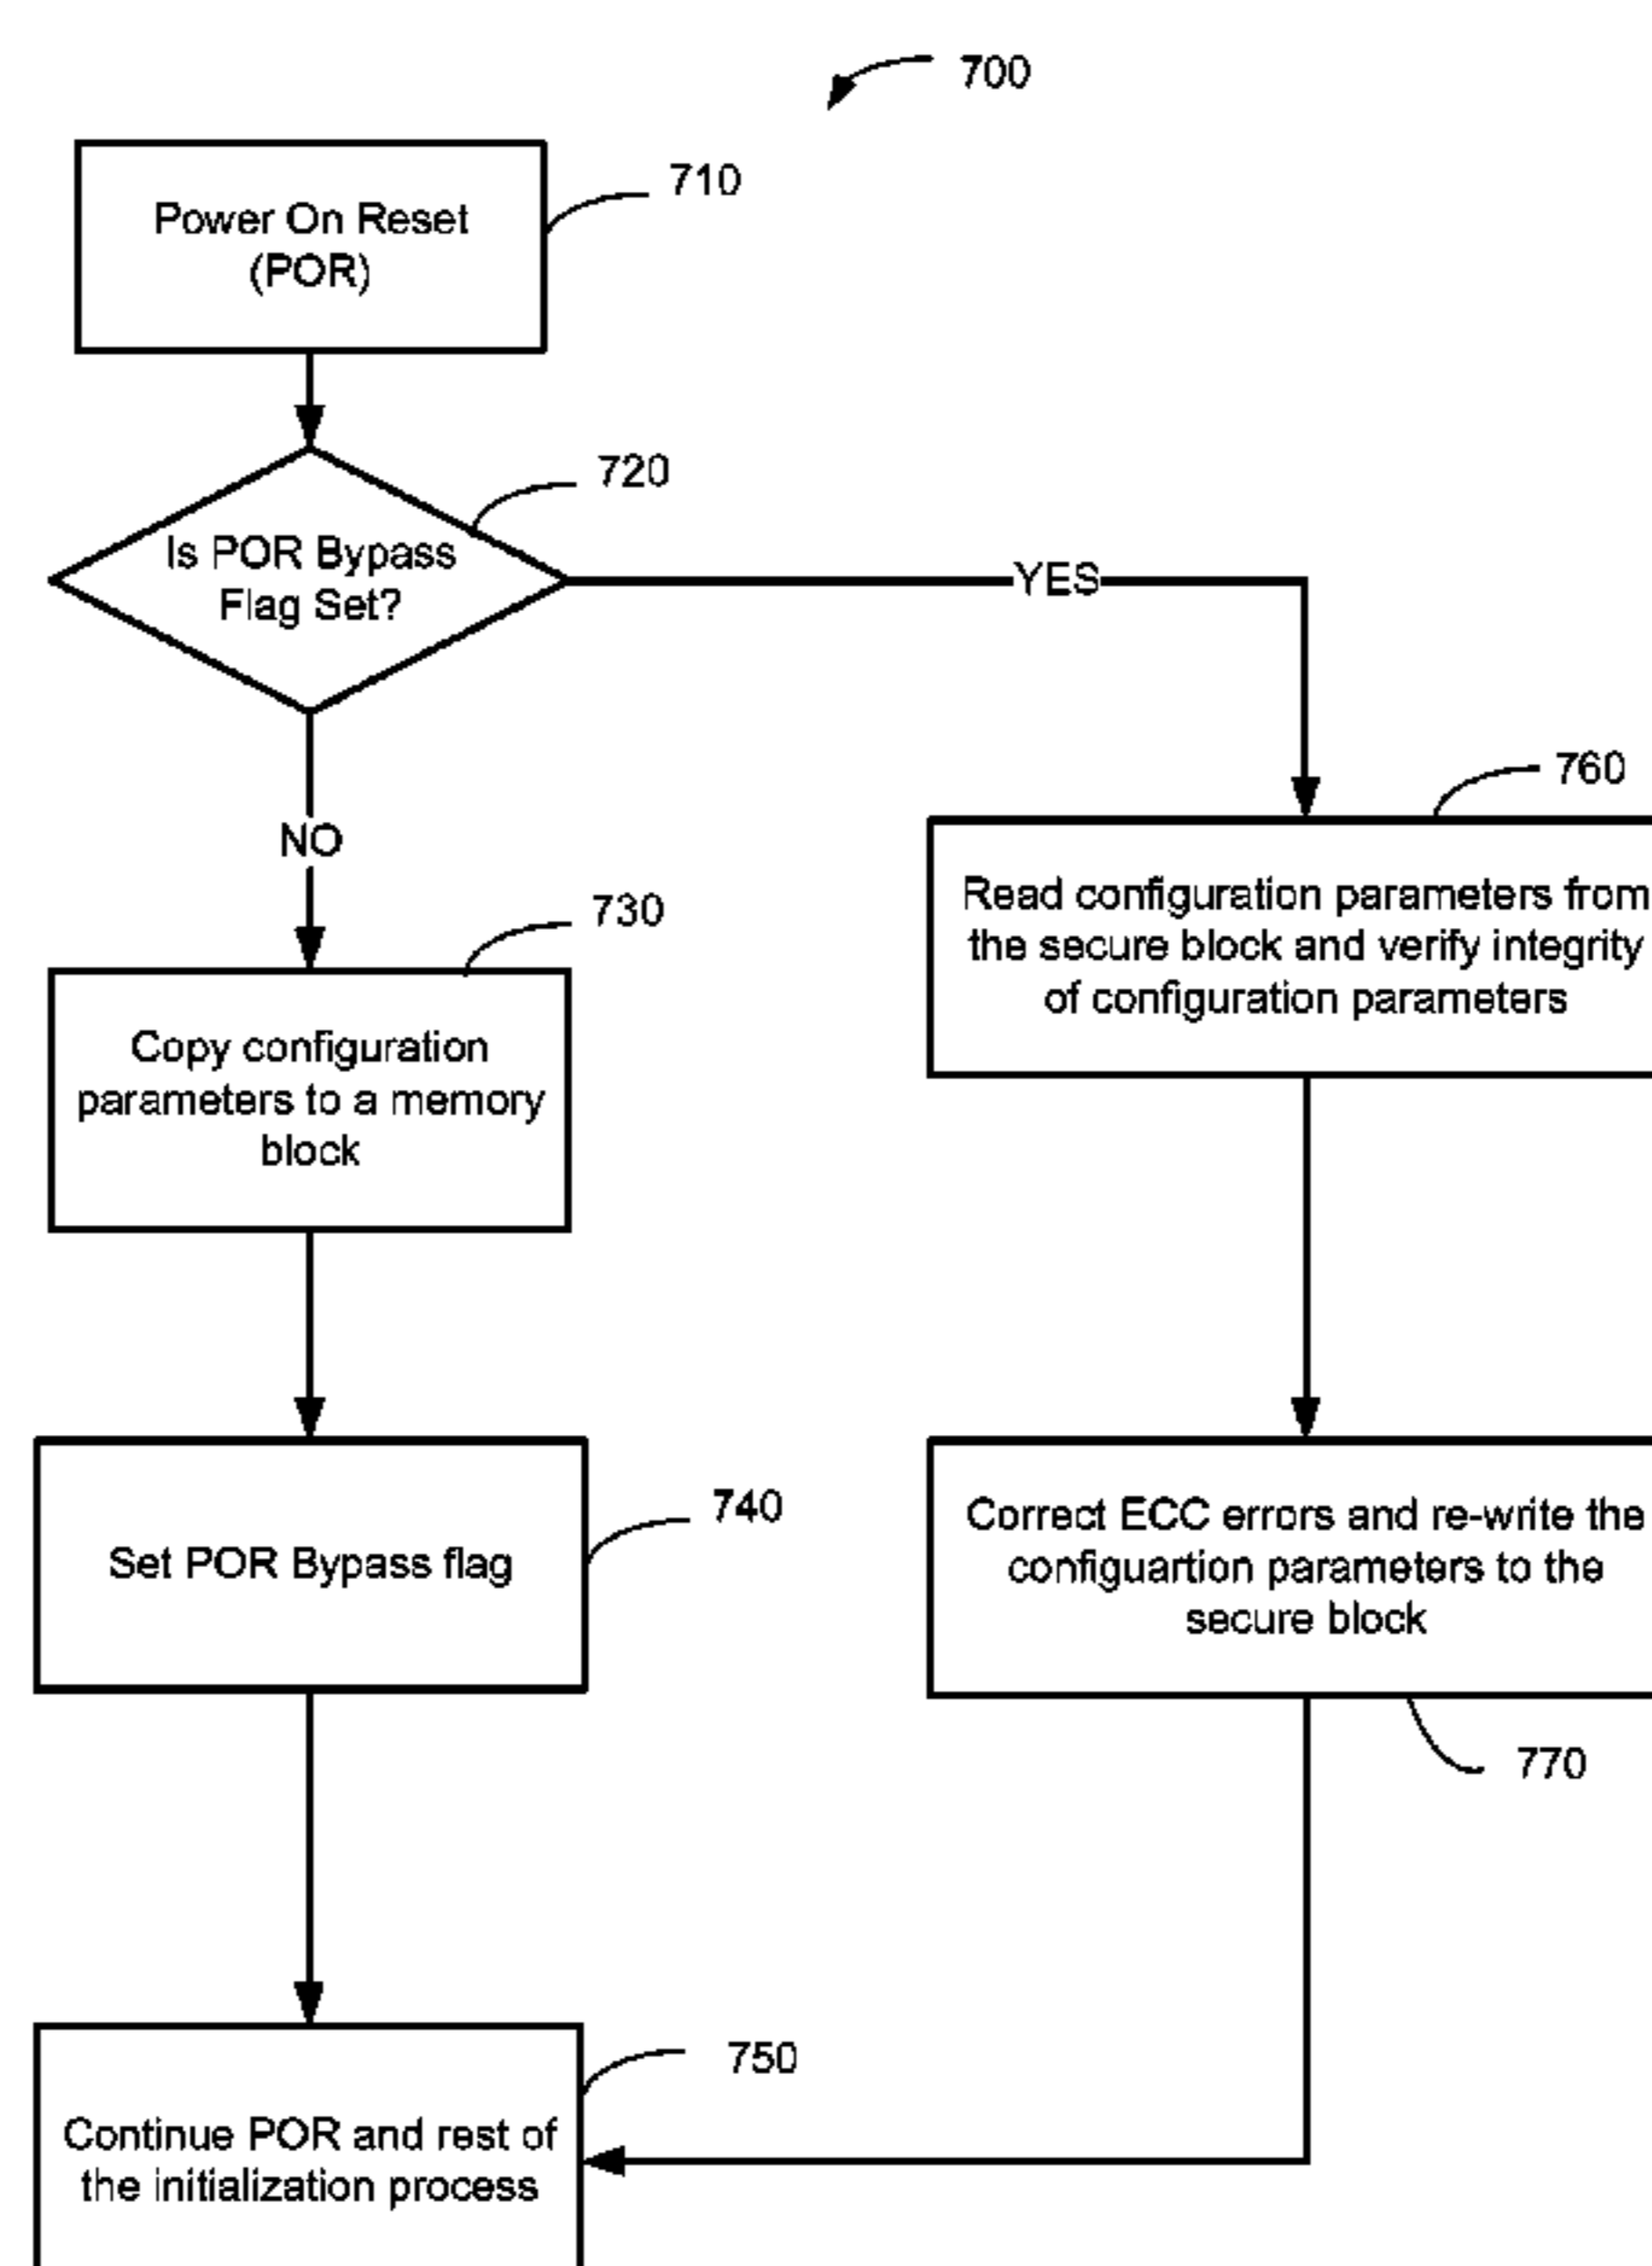 700
710
Power On Reset
(POR)
720
Is POR Bypass
Flag Set?
YES
NO
760
Read configuration parameters from
the secure block and verify integrity
of configuration parameters
730
Copy configuration
parameters to a memory
block
740
Set POR Bypass flag
Correct ECC errors and re-write the
configuartion parameters to the
secure block
770
750
Continue POR and rest of
the initialization process